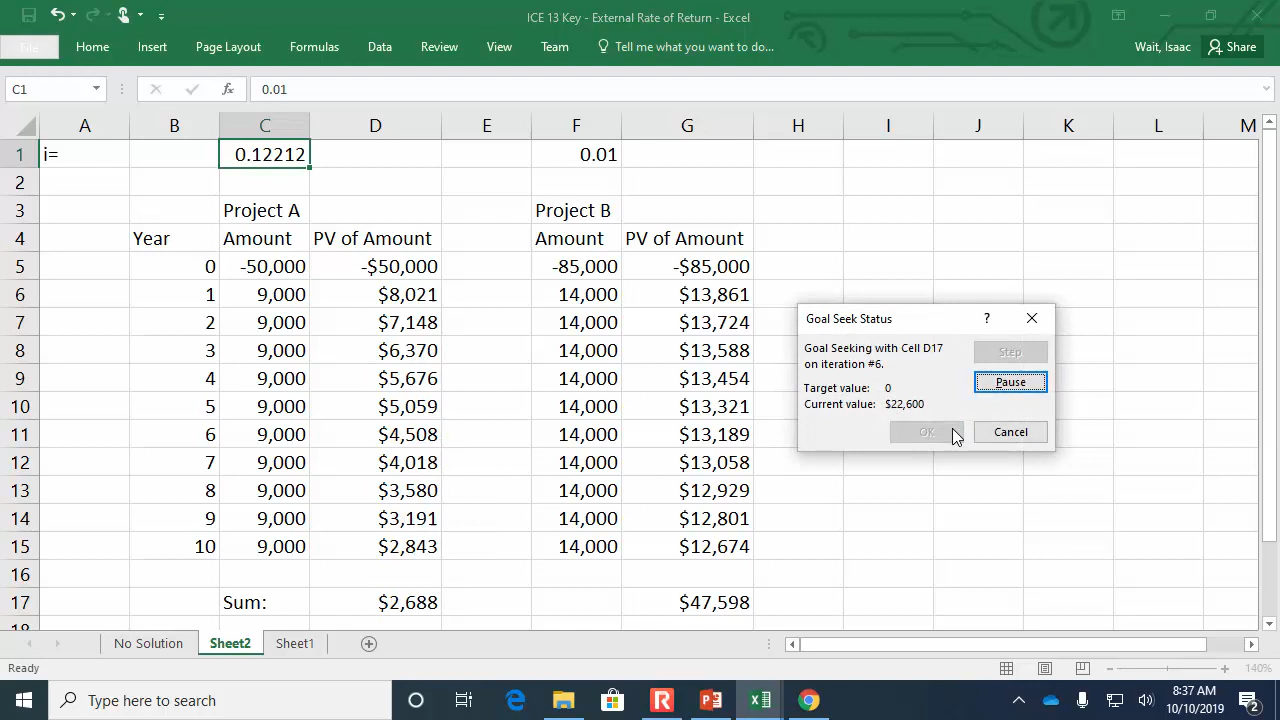 ICE 13 Key - External Rate of Return - Excel
File Home Insert Page Layout Formulas Data Review View Team Tell me what you want to do... Wait, Isaac Share
C1 fx 0.01
A B C D E F G H I J K L M
1 i= 0.12212 0.01
2
3 Project A Project B
4 Year Amount PV of Amount Amount PV of Amount
5 0 -50,000 -$50,000 -85,000 -$85,000
6 1 9,000 $8,021 14,000 $13,861
7 2 9,000 $7,148 14,000 $13,724
8 3 9,000 $6,370 14,000 $13,588
9 4 9,000 $5,676 14,000 $13,454
10 5 9,000 $5,059 14,000 $13,321
11 6 9,000 $4,508 14,000 $13,189
12 7 9,000 $4,018 14,000 $13,058
13 8 9,000 $3,580 14,000 $12,929
14 9 9,000 $3,191 14,000 $12,801
15 10 9,000 $2,843 14,000 $12,674
16
17 Sum: $2,688 $47,598
18
Goal Seek Status ?
Goal Seeking with Cell D17
on iteration #6.
Step
Target value: 0
Pause
Current value: $22,600
OK Cancel
No Solution Sheet2 Sheet1
Ready 140%
Type here to search
8:37 AM
10/10/2019 2